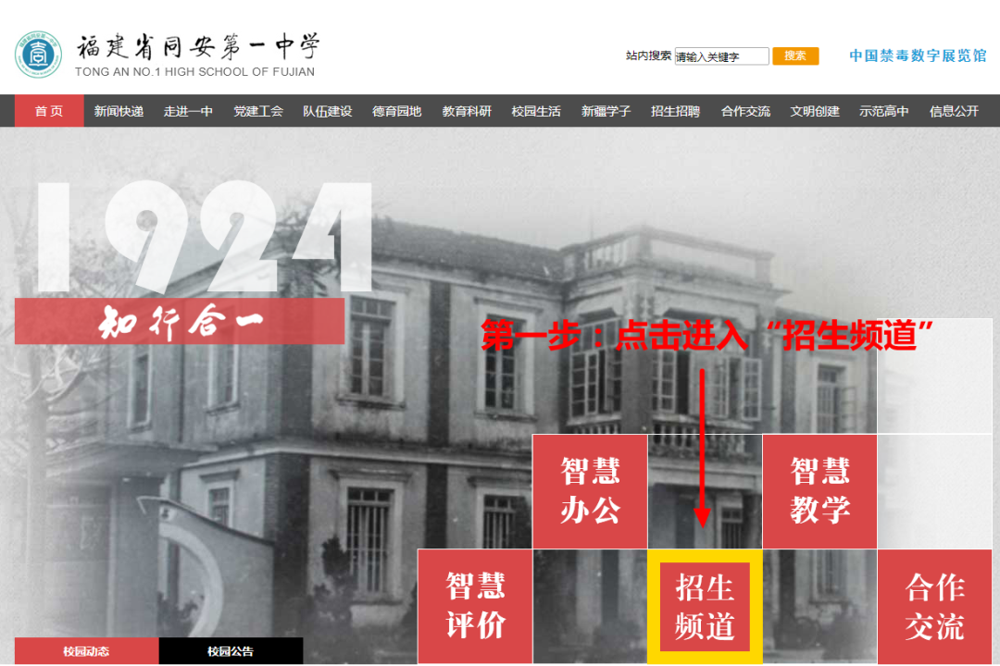 福建省同安第一中学
TONG AN NO.1 HIGH SCHOOL OF FUJIAN
站内搜索 请输入关键字 搜索 中国禁毒数字展览馆
首 页 新闻快递 走进一中 党建工会 队伍建设 德育园地 教育科研 校园生活 新疆学子 招生招聘 合作交流 文明创建 示范高中 信息公开
1924
知行合一
第一步：点击进入“招生频道”
智慧
办公
智慧
教学
智慧
评价
招生
频道
合作
交流
校园动态 校园公告